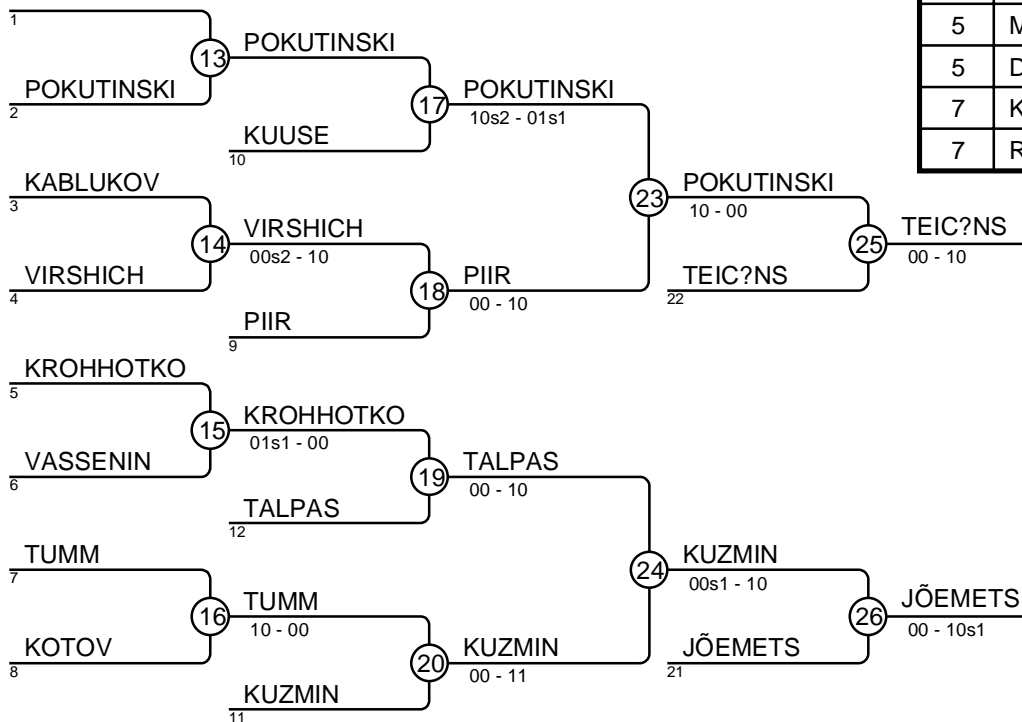 1
13
POKUTINSKI
POKUTINSKI
2
17
POKUTINSKI
10s2 - 01s1
KUUSE
10
KABLUKOV
3
14
VIRSHICH
00s2 - 10
VIRSHICH
4
18
PIIR
00 - 10
PIIR
9
23
POKUTINSKI
10 - 00
25
TEIC?NS
00 - 10
TEIC?NS
22
KROHHOTKO
5
15
KROHHOTKO
01s1 - 00
VASSENIN
6
19
TALPAS
00 - 10
TALPAS
12
TUMM
7
16
TUMM
10 - 00
KOTOV
8
20
KUZMIN
00 - 11
KUZMIN
11
24
KUZMIN
00s1 - 10
26
JÕEMETS
00 - 10s1
JÕEMETS
21
5 M
5 D
7 K
7 R